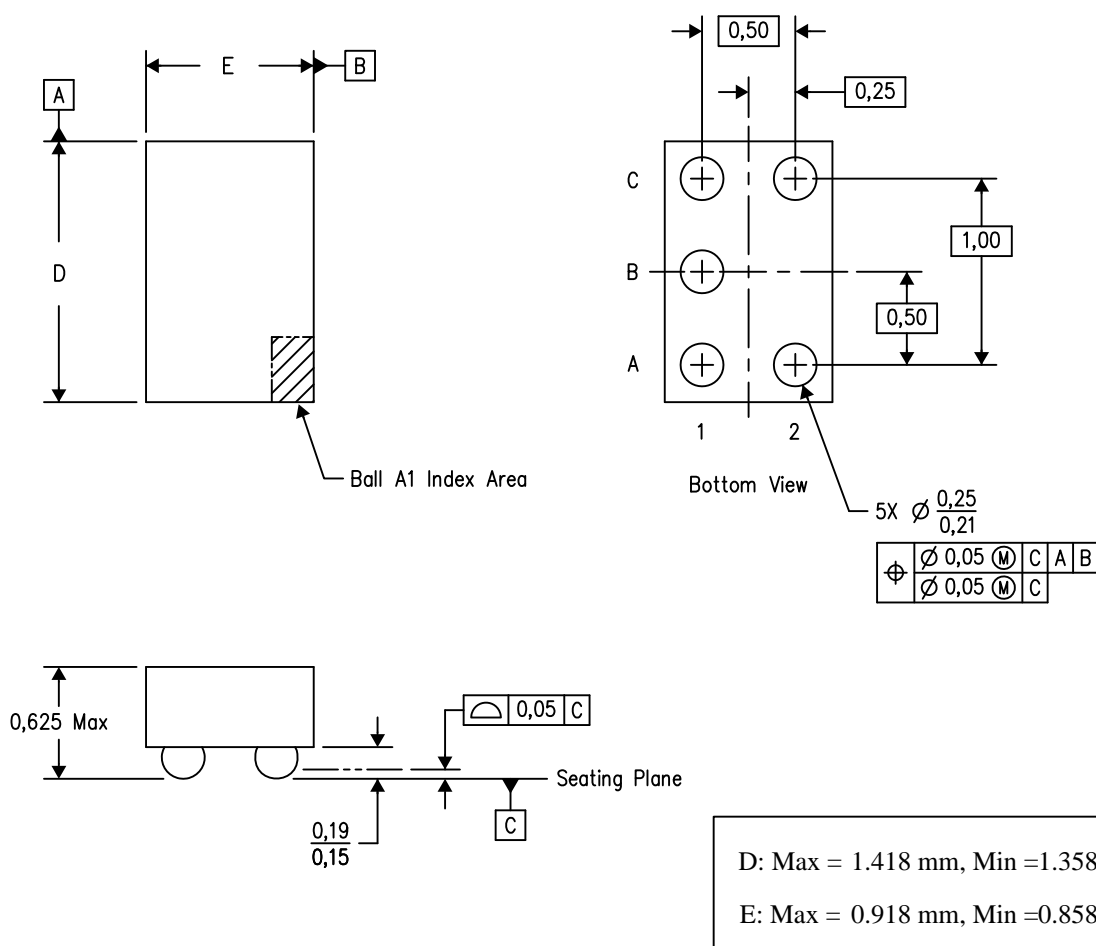 0,50
E
B
A
0,25
C
D
B
1,00
0,50
A
1
2
Ball A1 Index Area
Bottom View
5X Ø 0,25
0,21
Ø 0,05 Ⓜ C A B
Ø 0,05 Ⓜ C
0,625 Max
0,05 C
Seating Plane
C
0,19
0,15
D: Max = 1.418 mm, Min =1.358
E: Max = 0.918 mm, Min =0.858